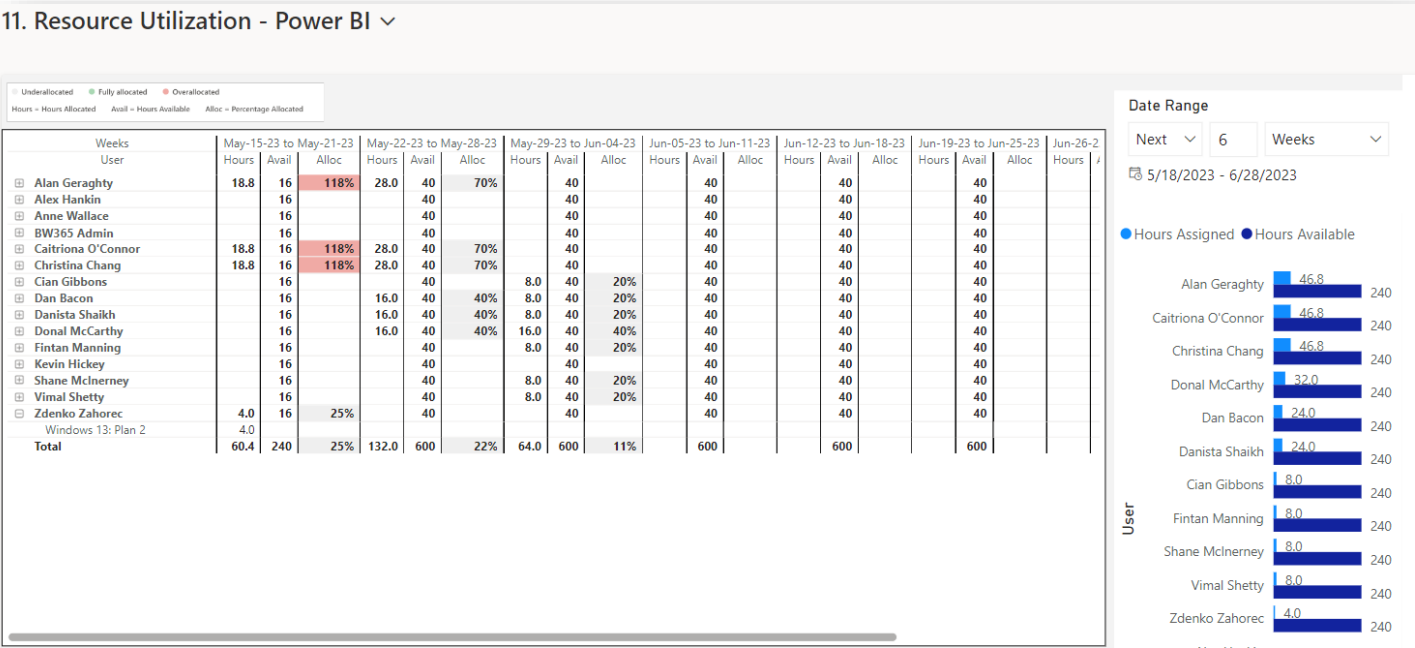 11. Resource Utilization - Power BI
Underallocated Fully allocated Overallocated
Hours = Hours Allocated Avail = Hours Available Alloc = Percentage Allocated
Weeks May-15-23 to May-21-23 May-22-23 to May-28-23 May-29-23 to Jun-04-23 Jun-05-23 to Jun-11-23 Jun-12-23 to Jun-18-23 Jun-19-23 to Jun-25-23 Jun-26-2
User Hours Avail Alloc Hours Avail Alloc Hours Avail Alloc Hours Avail Alloc Hours Avail Alloc Hours Avail Alloc Hours
Alan Geraghty 18.8 16 118% 28.0 40 70% 40 40 40 40
Alex Hankin 16 40 40 40 40 40
Anne Wallace 16 40 40 40 40 40
BW365 Admin 16 40 40 40 40 40
Caitriona O'Connor 18.8 16 118% 28.0 40 70% 40 40 40 40
Christina Chang 18.8 16 118% 28.0 40 70% 40 40 40 40
Cian Gibbons 16 40 8.0 40 20% 40 40 40
Dan Bacon 16 16.0 40 40% 8.0 40 20% 40 40 40
Danista Shaikh 16 16.0 40 40% 8.0 40 20% 40 40 40
Donal McCarthy 16 16.0 40 40% 16.0 40 40% 40 40 40
Fintan Manning 16 40 8.0 40 20% 40 40 40
Kevin Hickey 16 40 40 40 40 40
Shane McInerney 16 40 8.0 40 20% 40 40 40
Vimal Shetty 16 40 8.0 40 20% 40 40 40
Zdenko Zahorec 4.0 16 25% 40 40 40 40 40
Windows 13: Plan 2 4.0
Total 60.4 240 25% 132.0 600 22% 64.0 600 11% 600 600 600
Date Range
Next 6 Weeks
5/18/2023 - 6/28/2023
Hours Assigned Hours Available
User
Alan Geraghty 46.8 240
Caitriona O'Connor 46.8 240
Christina Chang 46.8 240
Donal McCarthy 32.0 240
Dan Bacon 24.0 240
Danista Shaikh 24.0 240
Cian Gibbons 8.0 240
Fintan Manning 8.0 240
Shane McInerney 8.0 240
Vimal Shetty 8.0 240
Zdenko Zahorec 4.0 240